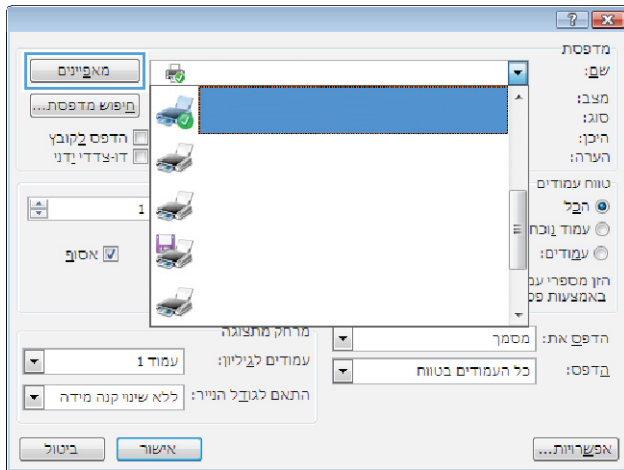 מדפסת
שם:
מאפיינים
מצב:
חיפוש מדפסת...
סוג:
היכן:
הדפס לקובץ
הערה:
דו-צדדי ידני
טווח עמודים
הכל
1
עמוד נוכח
עמודים:
אסוף
הזן מספרי עמ
באמצעות פס
הדפס את: מסמך
הדפס: כל העמודים בטווח
מרחק מתצוגה
עמודים לגיליון: עמוד 1
התאם לגודל הנייר: ללא שינוי קנה מידה
אפשרויות...
אישור
ביטול